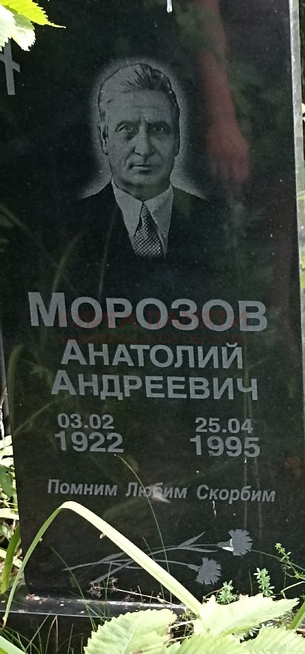 МОРОЗОВ
АНАТОЛИЙ
АНДРЕЕВИЧ
03.02 25.04
1922 1995
Помним Любим Скорбим